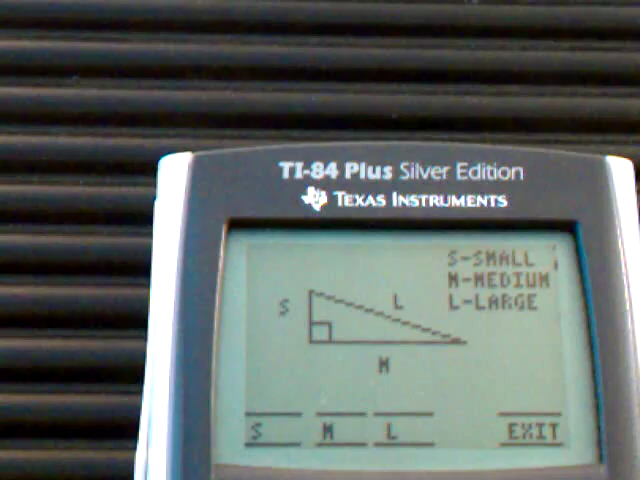 TI-84 Plus Silver Edition
TEXAS INSTRUMENTS
S-SMALL
M-MEDIUM
L-LARGE
S
L
M
S M L EXIT